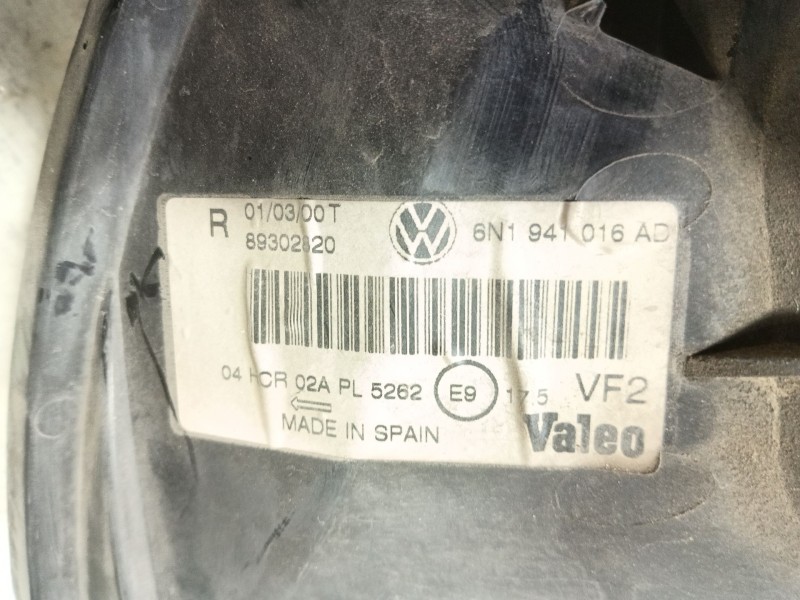 R 01/03/00 T 6N1 941 016 AD
89302820
04 HCR 02A PL 5262 E9 17.5 VF2
MADE IN SPAIN Valeo